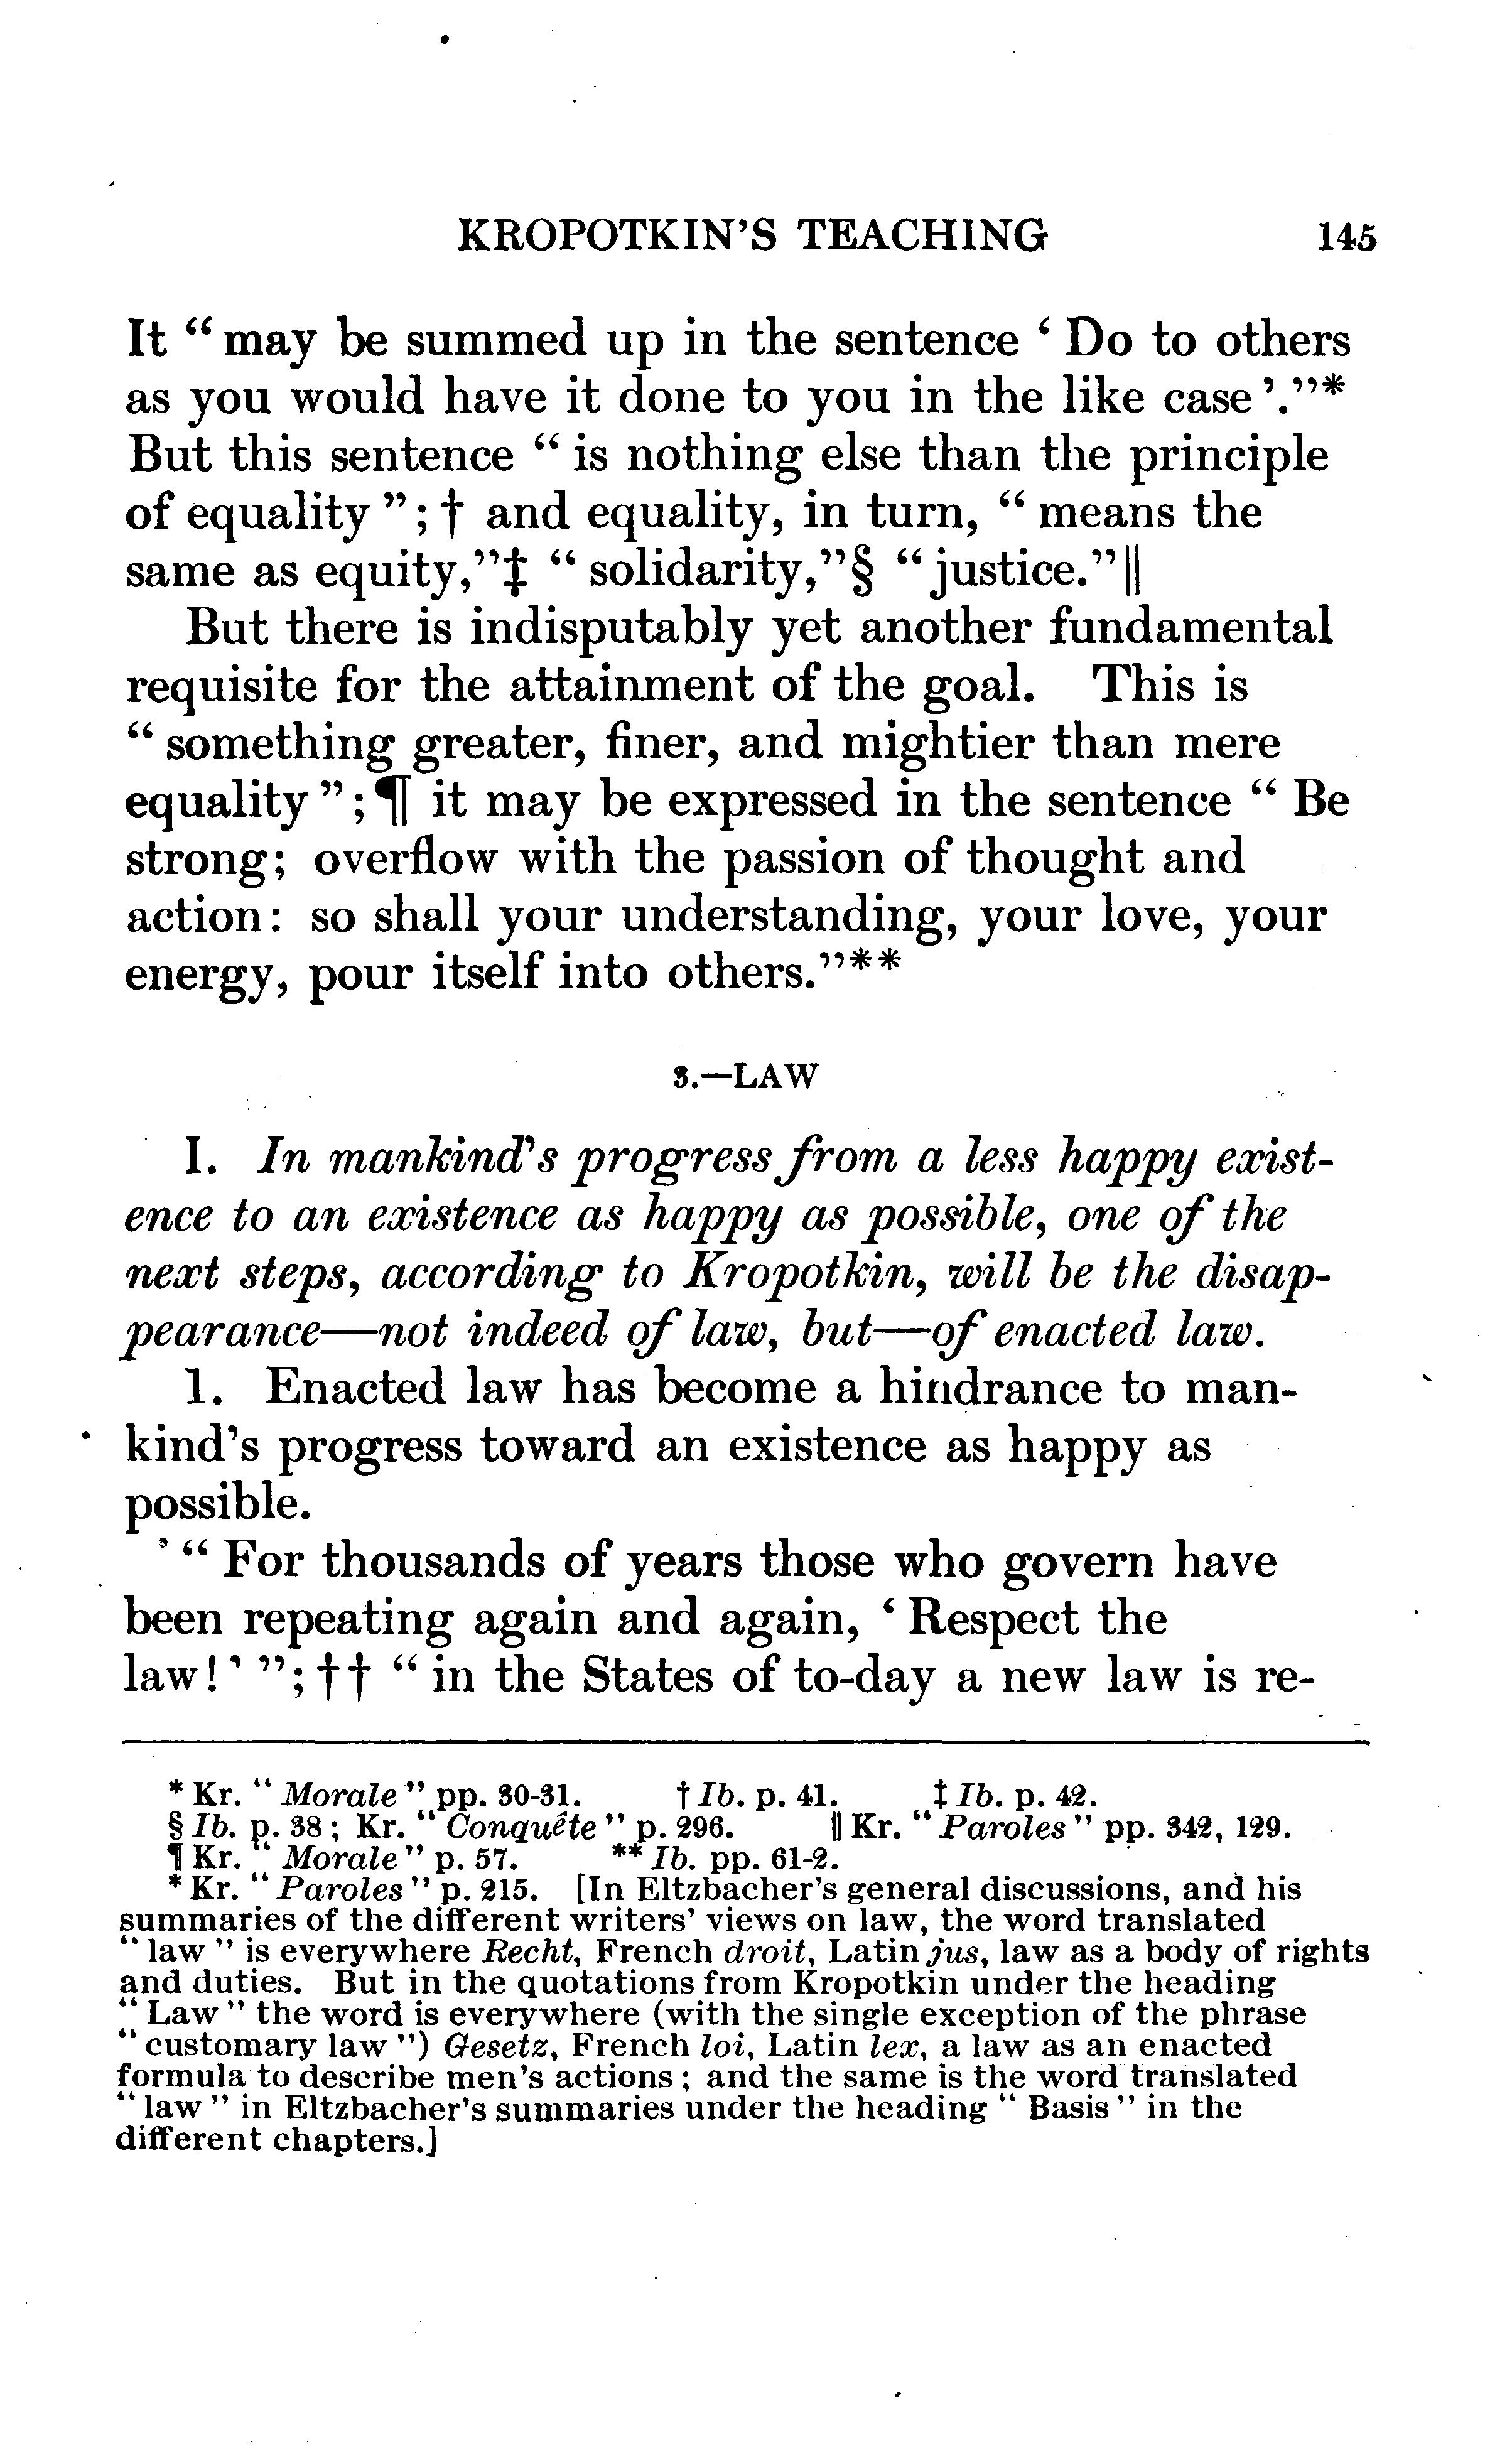 KROPOTKIN'S TEACHING 145
It “ may be summed up in the sentence ‘ Do to others
as you would have it done to you in the like case ’.”*
But this sentence “ is nothing else than the principle
of equality ” ; † and equality, in turn, “ means the
same as equity,”‡ “ solidarity,”§ “ justice.”‖
But there is indisputably yet another fundamental
requisite for the attainment of the goal. This is
“ something greater, finer, and mightier than mere
equality ” ; ¶ it may be expressed in the sentence “ Be
strong; overflow with the passion of thought and
action: so shall your understanding, your love, your
energy, pour itself into others.”**
3.—LAW
I. In mankind's progress from a less happy exist-
ence to an existence as happy as possible, one of the
next steps, according to Kropotkin, will be the disap-
pearance—not indeed of law, but—of enacted law.
1. Enacted law has become a hindrance to man-
kind's progress toward an existence as happy as
possible.
“ For thousands of years those who govern have
been repeating again and again, ‘ Respect the
law ! ’ ”; †† “ in the States of to-day a new law is re-
* Kr. “ Morale ” pp. 30-31. † Ib. p. 41. ‡ Ib. p. 42.
§ Ib. p. 38 ; Kr. “ Conquête ” p. 296. ‖ Kr. “ Paroles ” pp. 342, 129.
¶ Kr. “ Morale ” p. 57. ** Ib. pp. 61-2.
* Kr. “ Paroles ” p. 215. [In Eltzbacher's general discussions, and his
summaries of the different writers' views on law, the word translated
“ law ” is everywhere Recht, French droit, Latin jus, law as a body of rights
and duties. But in the quotations from Kropotkin under the heading
“ Law ” the word is everywhere (with the single exception of the phrase
“ customary law ”) Gesetz, French loi, Latin lex, a law as an enacted
formula to describe men's actions ; and the same is the word translated
“ law ” in Eltzbacher's summaries under the heading “ Basis ” in the
different chapters.]